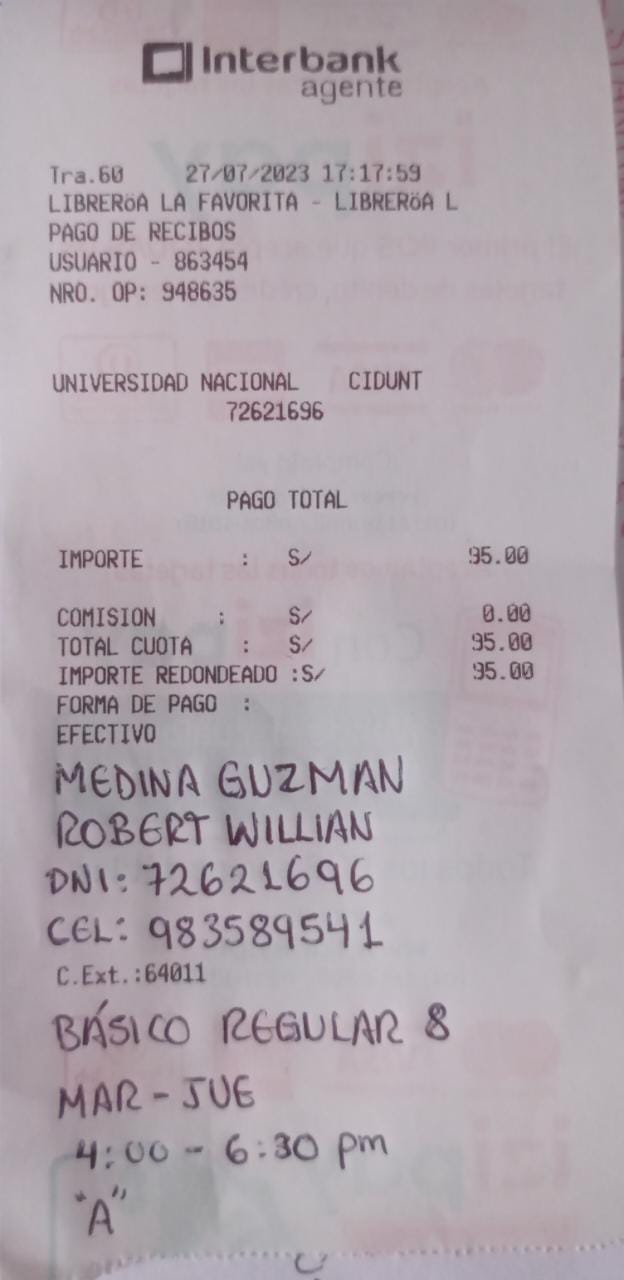 Interbank
agente
Tra.60 27/07/2023 17:17:59
LIBRERöA LA FAVORITA - LIBRERöA L
PAGO DE RECIBOS
USUARIO - 863454
NRO. OP: 948635
UNIVERSIDAD NACIONAL CIDUNT
72621696
PAGO TOTAL
IMPORTE : S/ 95.00
COMISION : S/ 0.00
TOTAL CUOTA : S/ 95.00
IMPORTE REDONDEADO :S/ 95.00
FORMA DE PAGO :
EFECTIVO
MEDINA GUZMAN
ROBERT WILLIAN
DNI: 72621696
CEL: 983589541
C.Ext.:64011
BÁSICO REGULAR 8
MAR - JUE
4:00 - 6:30 pm
"A"